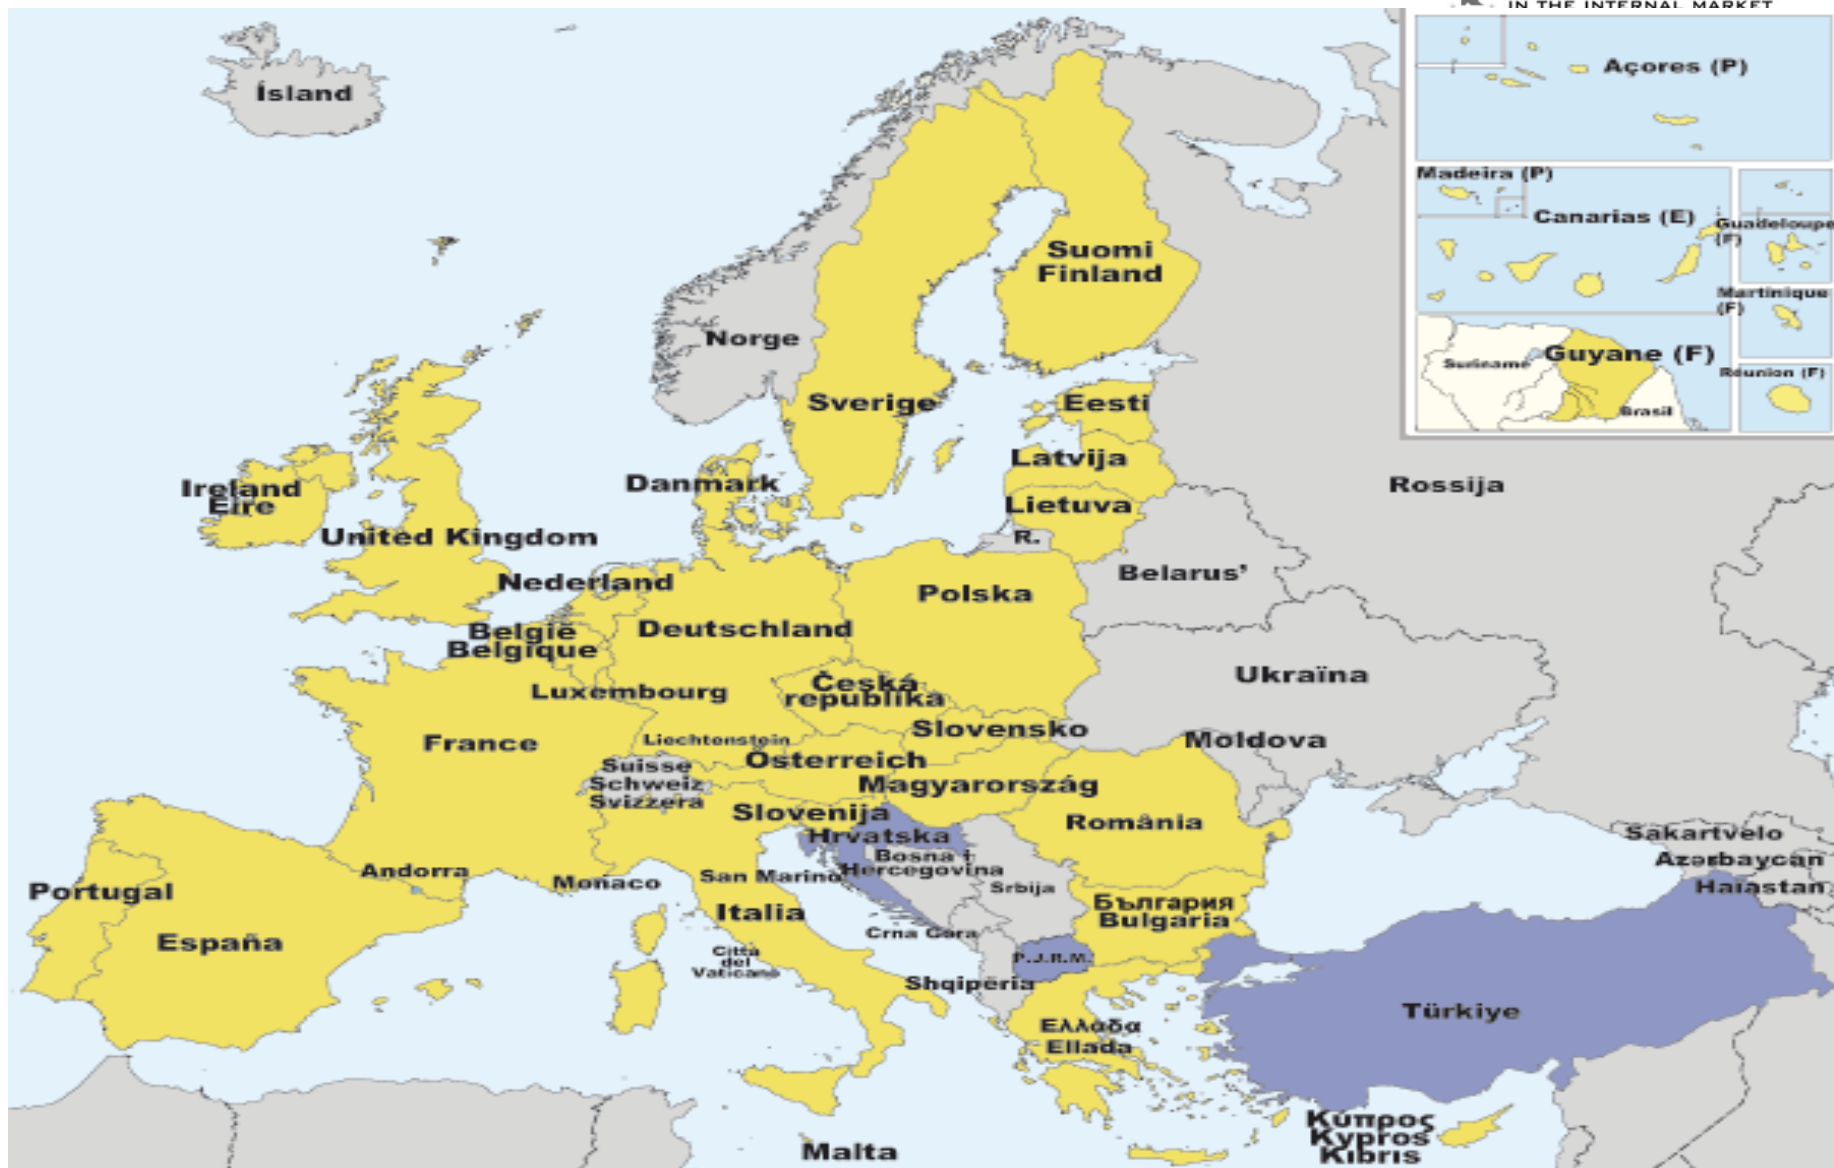 IN THE INTERNAL MARKET
Ísland
Açores (P)
Madeira (P)
Canarias (E)
Guadeloupe
(F)
Martinique
(F)
Suriname
Guyane (F)
Brasil
Réunion (F)
Suomi
Finland
Norge
Sverige
Eesti
Latvija
Lietuva
R.
Rossija
Danmark
Ireland
Éire
United Kingdom
Nederland
Belarus’
Polska
België
Belgique
Deutschland
Luxembourg
Česká
republika
Ukraïna
Slovensko
Moldova
France
Liechtenstein
Österreich
Suisse
Schweiz
Svizzera
Magyarország
Slovenija
Hrvatska
România
Bosna i
Hercegovina
Srbija
Sakartvelo
Azərbaycan
Haiastan
Andorra
Monaco
San Marino
Portugal
España
Italia
Città
del
Vaticano
Crna Gora
България
Bulgaria
P.J.R.M.
Shqipëria
Ελλάδα
Ellada
Türkiye
Κύπρος
Kypros
Kıbrıs
Malta